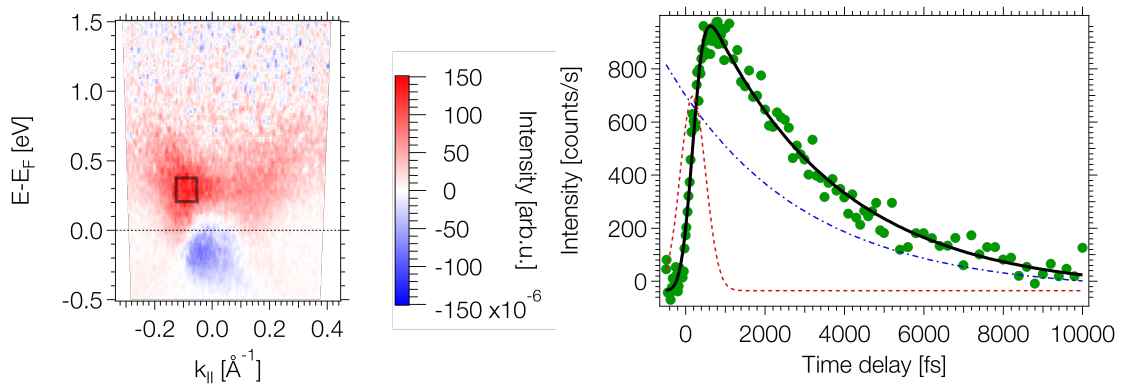 1.5
1.0
0.5
0.0
-0.5
E-E_F [eV]
-0.2 0.0 0.2 0.4
k_|| [Å^-1]
150
100
50
0
-50
-100
-150 x10^-6
Intensity [arb.u.]
800
600
400
200
0
Intensity [counts/s]
0 2000 4000 6000 8000 10000
Time delay [fs]